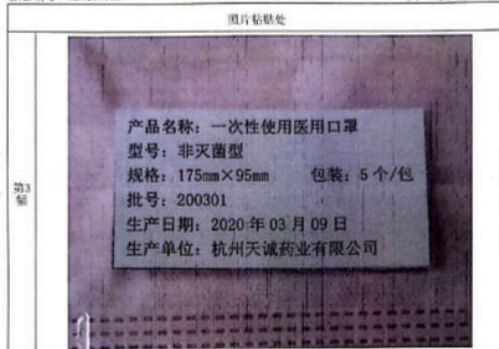 照片粘贴处
第3幅
产品名称：一次性使用医用口罩
型号：非灭菌型
规格：175mm×95mm 包装：5个/包
批号：200301
生产日期：2020年03月09日
生产单位：杭州天诚药业有限公司